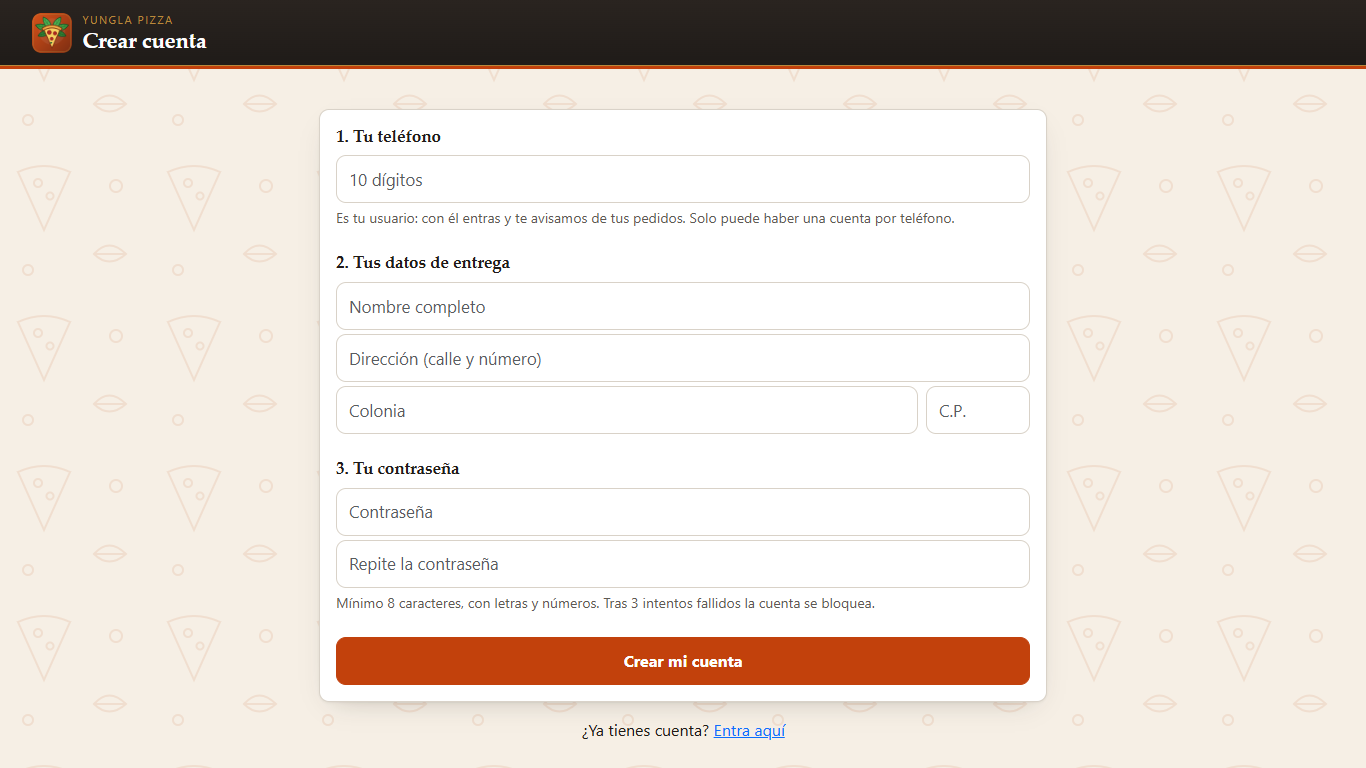 YUNGLA PIZZA
Crear cuenta
1. Tu teléfono
10 dígitos
Es tu usuario: con él entras y te avisamos de tus pedidos. Solo puede haber una cuenta por teléfono.
2. Tus datos de entrega
Nombre completo
Dirección (calle y número)
Colonia
C.P.
3. Tu contraseña
Contraseña
Repite la contraseña
Mínimo 8 caracteres, con letras y números. Tras 3 intentos fallidos la cuenta se bloquea.
Crear mi cuenta
¿Ya tienes cuenta? Entra aquí